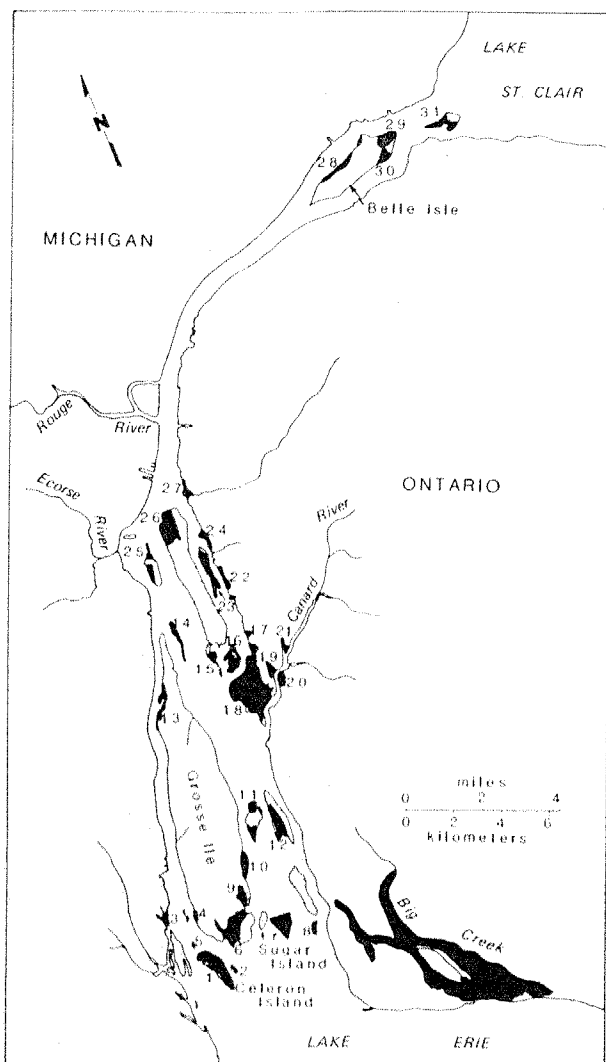 LAKE
ST. CLAIR
31
29
28
30
Belle Isle
N
MICHIGAN
Rouge
River
ONTARIO
Ecorse
River
27
26
25
24
22
23
River
Canard
14
17
21
16
15
19
20
18
13
Grosse Ile
miles
0 2 4
0 2 4 6
kilometers
11
12
10
9
Big
Creek
3
4
8
5
6
7
Sugar
Island
1
2
Celeron
Island
LAKE ERIE